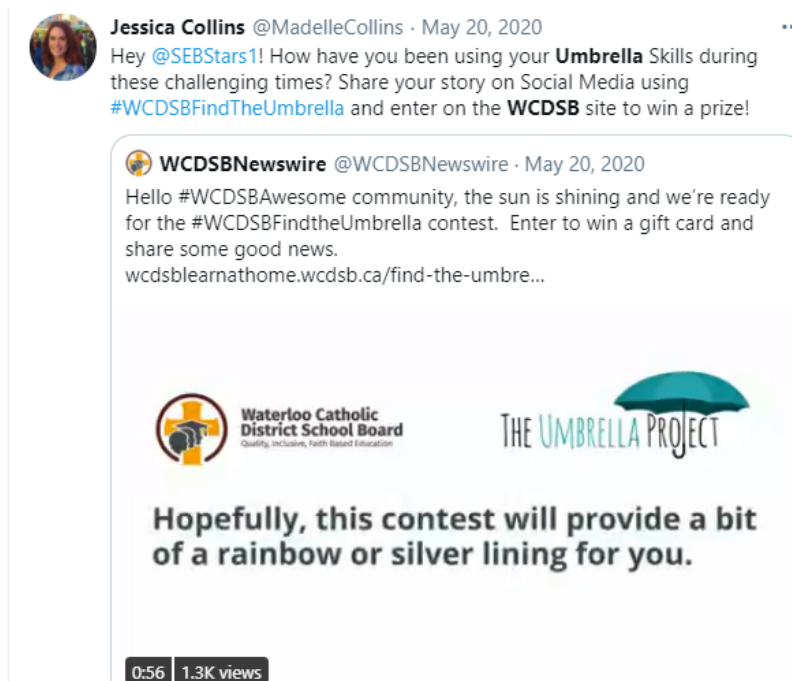 Jessica Collins @MadelleCollins · May 20, 2020
Hey @SEBStars1! How have you been using your Umbrella Skills during
these challenging times? Share your story on Social Media using
#WCDSBFindTheUmbrella and enter on the WCDSB site to win a prize!
WCDSBNewswire @WCDSBNewswire · May 20, 2020
Hello #WCDSBAwesome community, the sun is shining and we're ready
for the #WCDSBFindtheUmbrella contest.  Enter to win a gift card and
share some good news.
wcdsblearnathome.wcdsb.ca/find-the-umbre...
Waterloo Catholic
District School Board
Quality, Inclusive, Faith Based Education
THE UMBRELLA PROJECT
Hopefully, this contest will provide a bit
of a rainbow or silver lining for you.
0:56 1.3K views